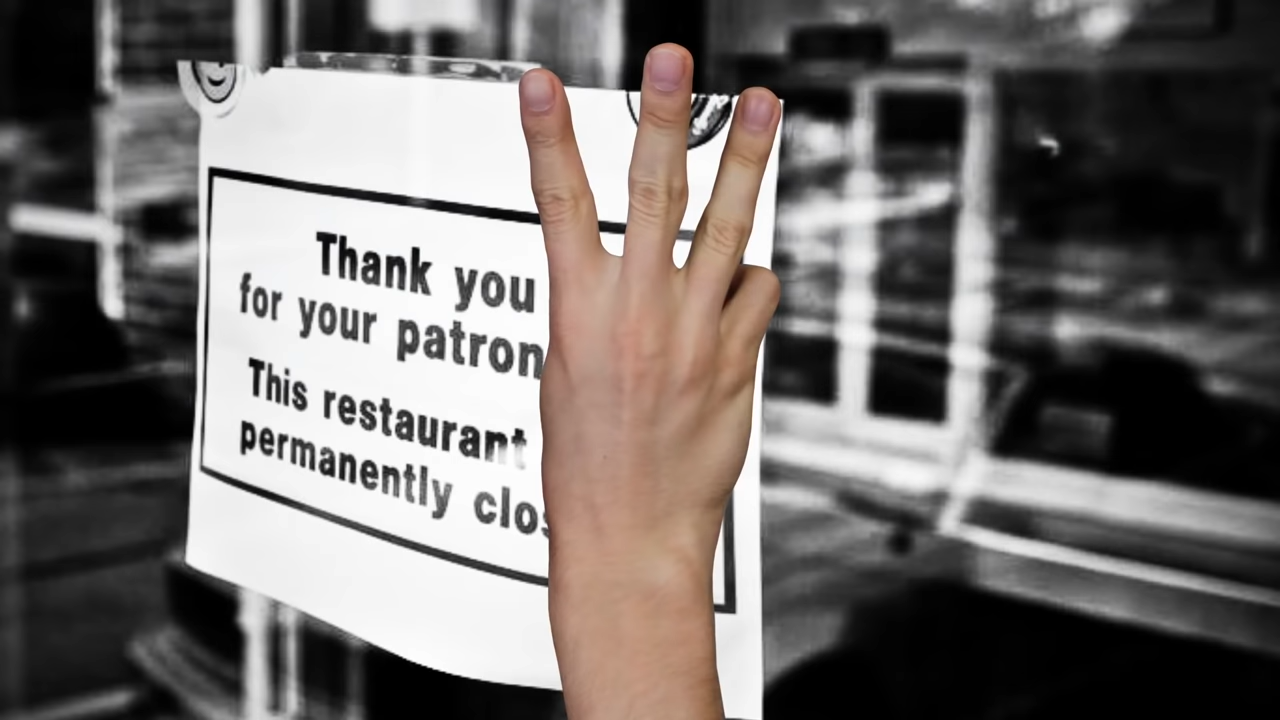 Thank you
for your patron
This restaurant
permanently clos